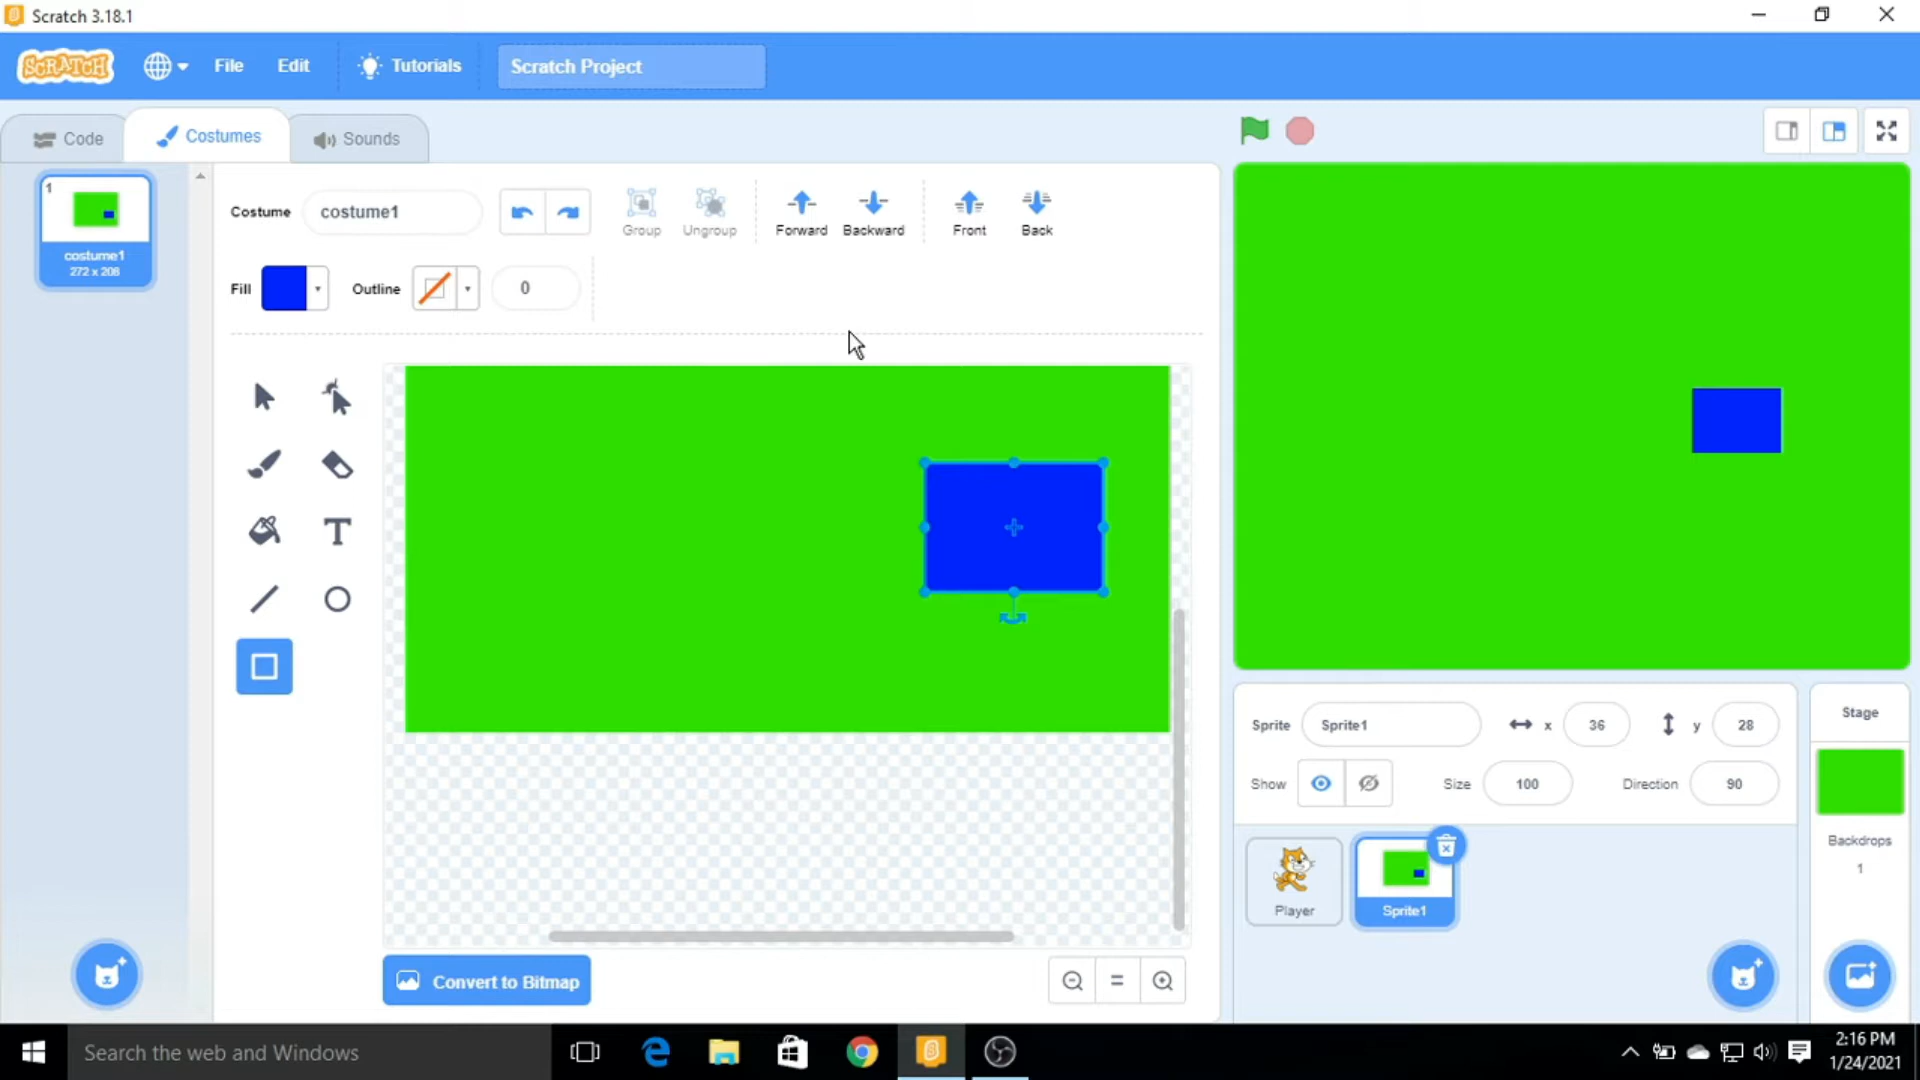 Scratch 3.18.1
SCRATCH
File
Edit
Tutorials
Scratch Project
Code
Costumes
Sounds
1
costume1
272 x 208
Costume
costume1
Group
Ungroup
Forward
Backward
Front
Back
Fill
Outline
0
T
Convert to Bitmap
Sprite
Sprite1
x
36
y
28
Show
Size
100
Direction
90
Player
Sprite1
Stage
Backdrops
1
Search the web and Windows
2:16 PM
1/24/2021